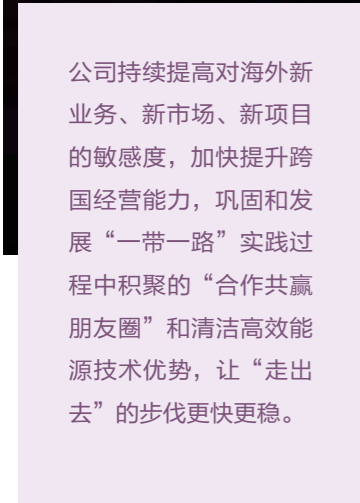 公司持续提高对海外新
业务、新市场、新项目
的敏感度，加快提升跨
国经营能力，巩固和发
展“一带一路”实践过
程中积聚的“合作共赢
朋友圈”和清洁高效能
源技术优势，让“走出
去”的步伐更快更稳。